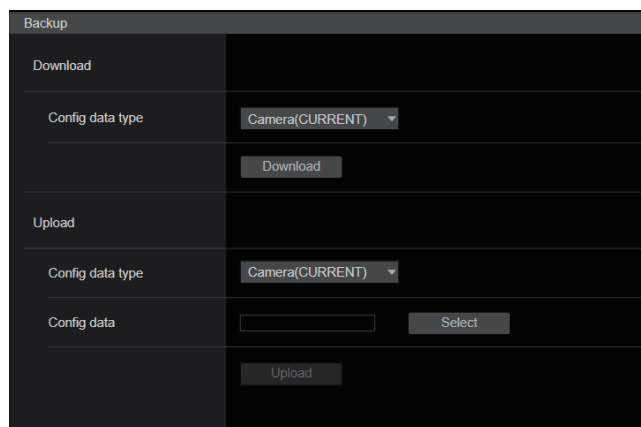 Backup
Download
Config data type Camera(CURRENT)
Download
Upload
Config data type Camera(CURRENT)
Config data Select
Upload